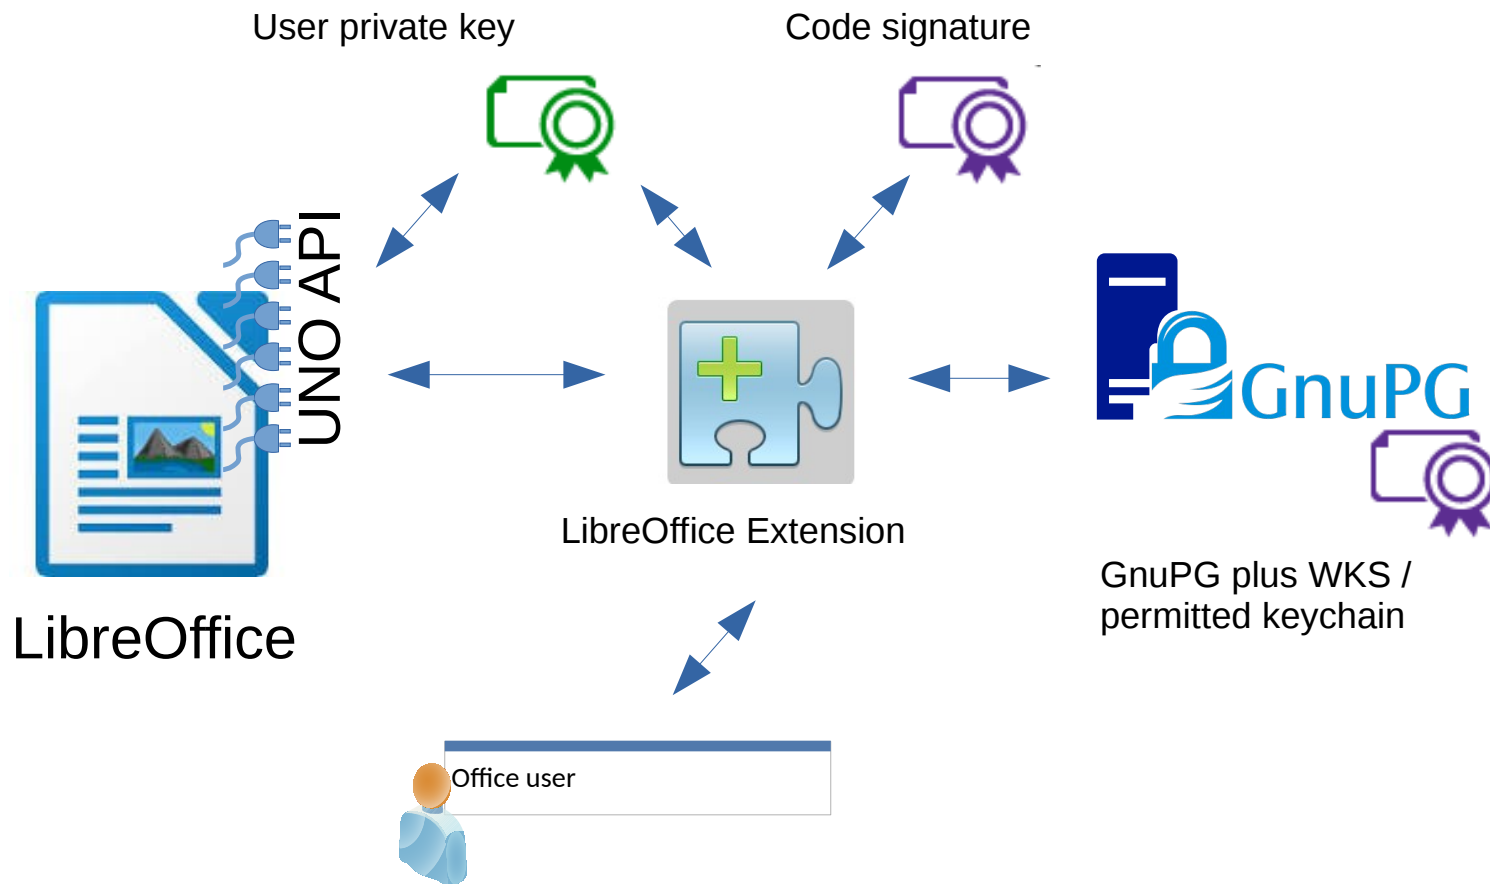 User private key
Code signature
UNO API
GnuPG
LibreOffice Extension
GnuPG plus WKS /
permitted keychain
LibreOffice
Office user